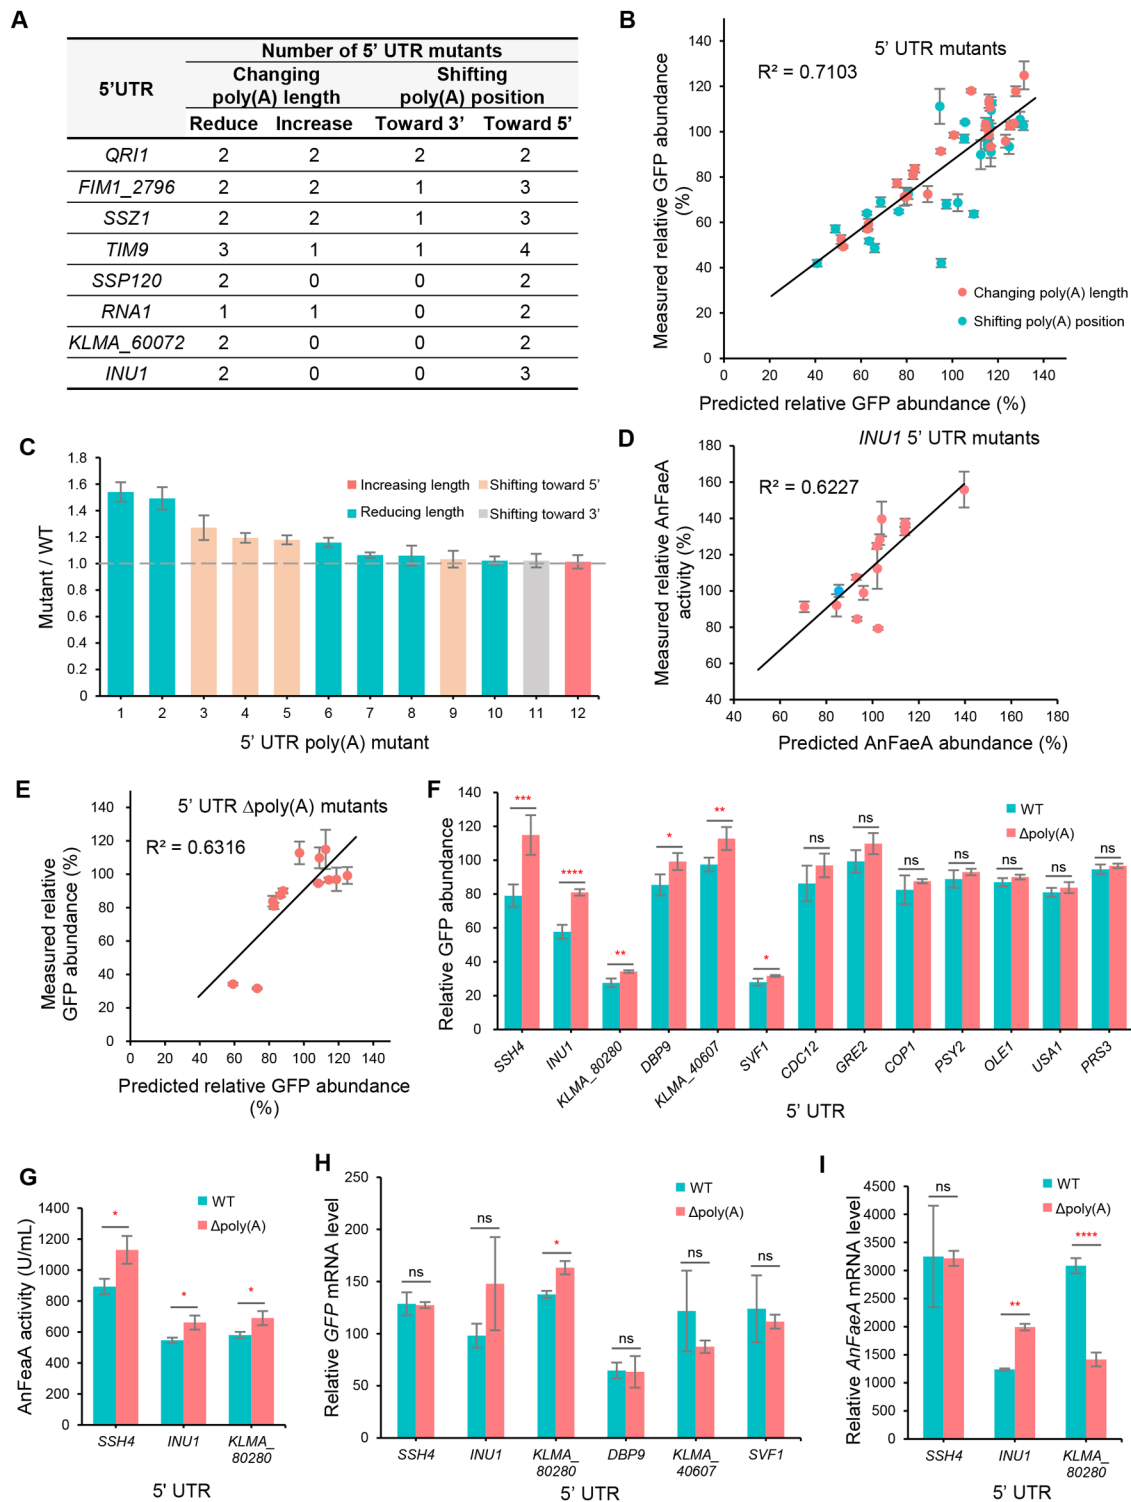 A
Number of 5’ UTR mutants
5’UTR
Changing poly(A) length
Shifting poly(A) position
Reduce Increase Toward 3’ Toward 5’
QRI1 2 2 2 2
FIM1_2796 2 2 1 3
SSZ1 2 2 1 3
TIM9 3 1 1 4
SSP120 2 0 0 2
RNA1 1 1 0 2
KLMA_60072 2 0 0 2
INU1 2 0 0 3
B
5’ UTR mutants
R² = 0.7103
Measured relative GFP abundance (%)
140
120
100
80
60
40
20
0
Changing poly(A) length
Shifting poly(A) position
0 20 40 60 80 100 120 140
Predicted relative GFP abundance (%)
C
Mutant / WT
1.8
1.6
1.4
1.2
1.0
0.8
0.6
0.4
0.2
0
Increasing length
Shifting toward 5’
Reducing length
Shifting toward 3’
1 2 3 4 5 6 7 8 9 10 11 12
5’ UTR poly(A) mutant
D
INU1 5’ UTR mutants
R² = 0.6227
Measured relative AnFaeA activity (%)
180
160
140
120
100
80
60
40
40 60 80 100 120 140 160 180
Predicted AnFaeA abundance (%)
E
5’ UTR Δpoly(A) mutants
R² = 0.6316
Measured relative GFP abundance (%)
140
120
100
80
60
40
20
0
0 20 40 60 80 100 120 140
Predicted relative GFP abundance (%)
F
Relative GFP abundance
140
120
100
80
60
40
20
0
WT
Δpoly(A)
*** **** ** * ** * ns ns ns ns ns ns ns
SSH4 INU1 KLMA_80280 DBP9 KLMA_40607 SVF1 CDC12 GRE2 COP1 PSY2 OLE1 USA1 PRS3
5’ UTR
G
AnFeaA activity (U/mL)
1400
1200
1000
800
600
400
200
0
WT
Δpoly(A)
* * *
SSH4 INU1 KLMA_80280
5’ UTR
H
Relative GFP mRNA level
250
200
150
100
50
0
WT
Δpoly(A)
ns ns * ns ns ns
SSH4 INU1 KLMA_80280 DBP9 KLMA_40607 SVF1
5’ UTR
I
Relative AnFaeA mRNA level
4500
4000
3500
3000
2500
2000
1500
1000
500
0
WT
Δpoly(A)
ns ** ****
SSH4 INU1 KLMA_80280
5’ UTR